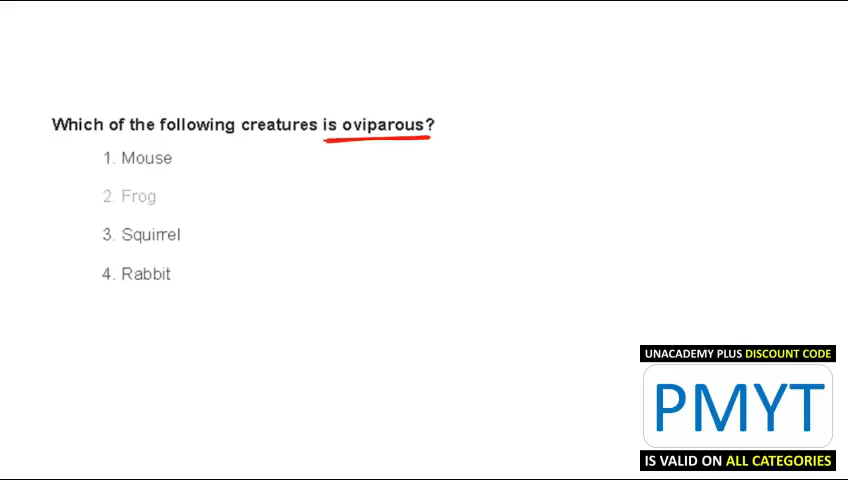 Which of the following creatures is oviparous?
1. Mouse
2. Frog
3. Squirrel
4. Rabbit
UNACADEMY PLUS DISCOUNT CODE
PMYT
IS VALID ON ALL CATEGORIES